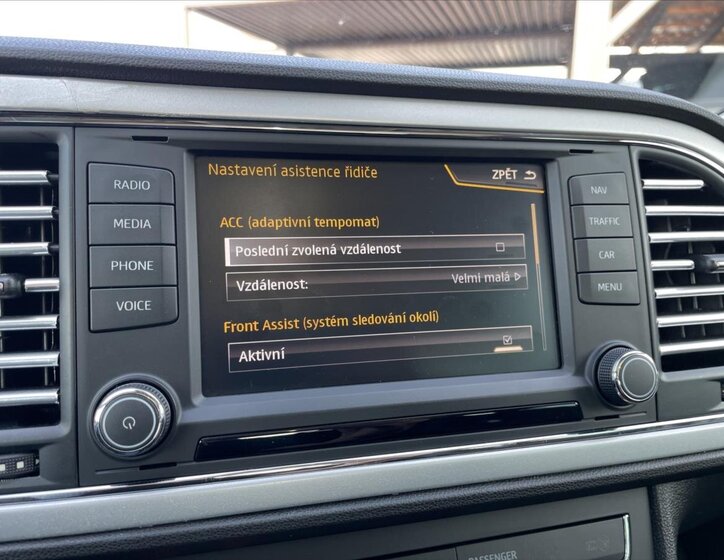 Nastavení asistence řidiče
ZPĚT
ACC (adaptivní tempomat)
Poslední zvolená vzdálenost
Vzdálenost: Velmi malá
Front Assist (systém sledování okolí)
Aktivní
RADIO
MEDIA
PHONE
VOICE
NAV
TRAFFIC
CAR
MENU
PASSENGER